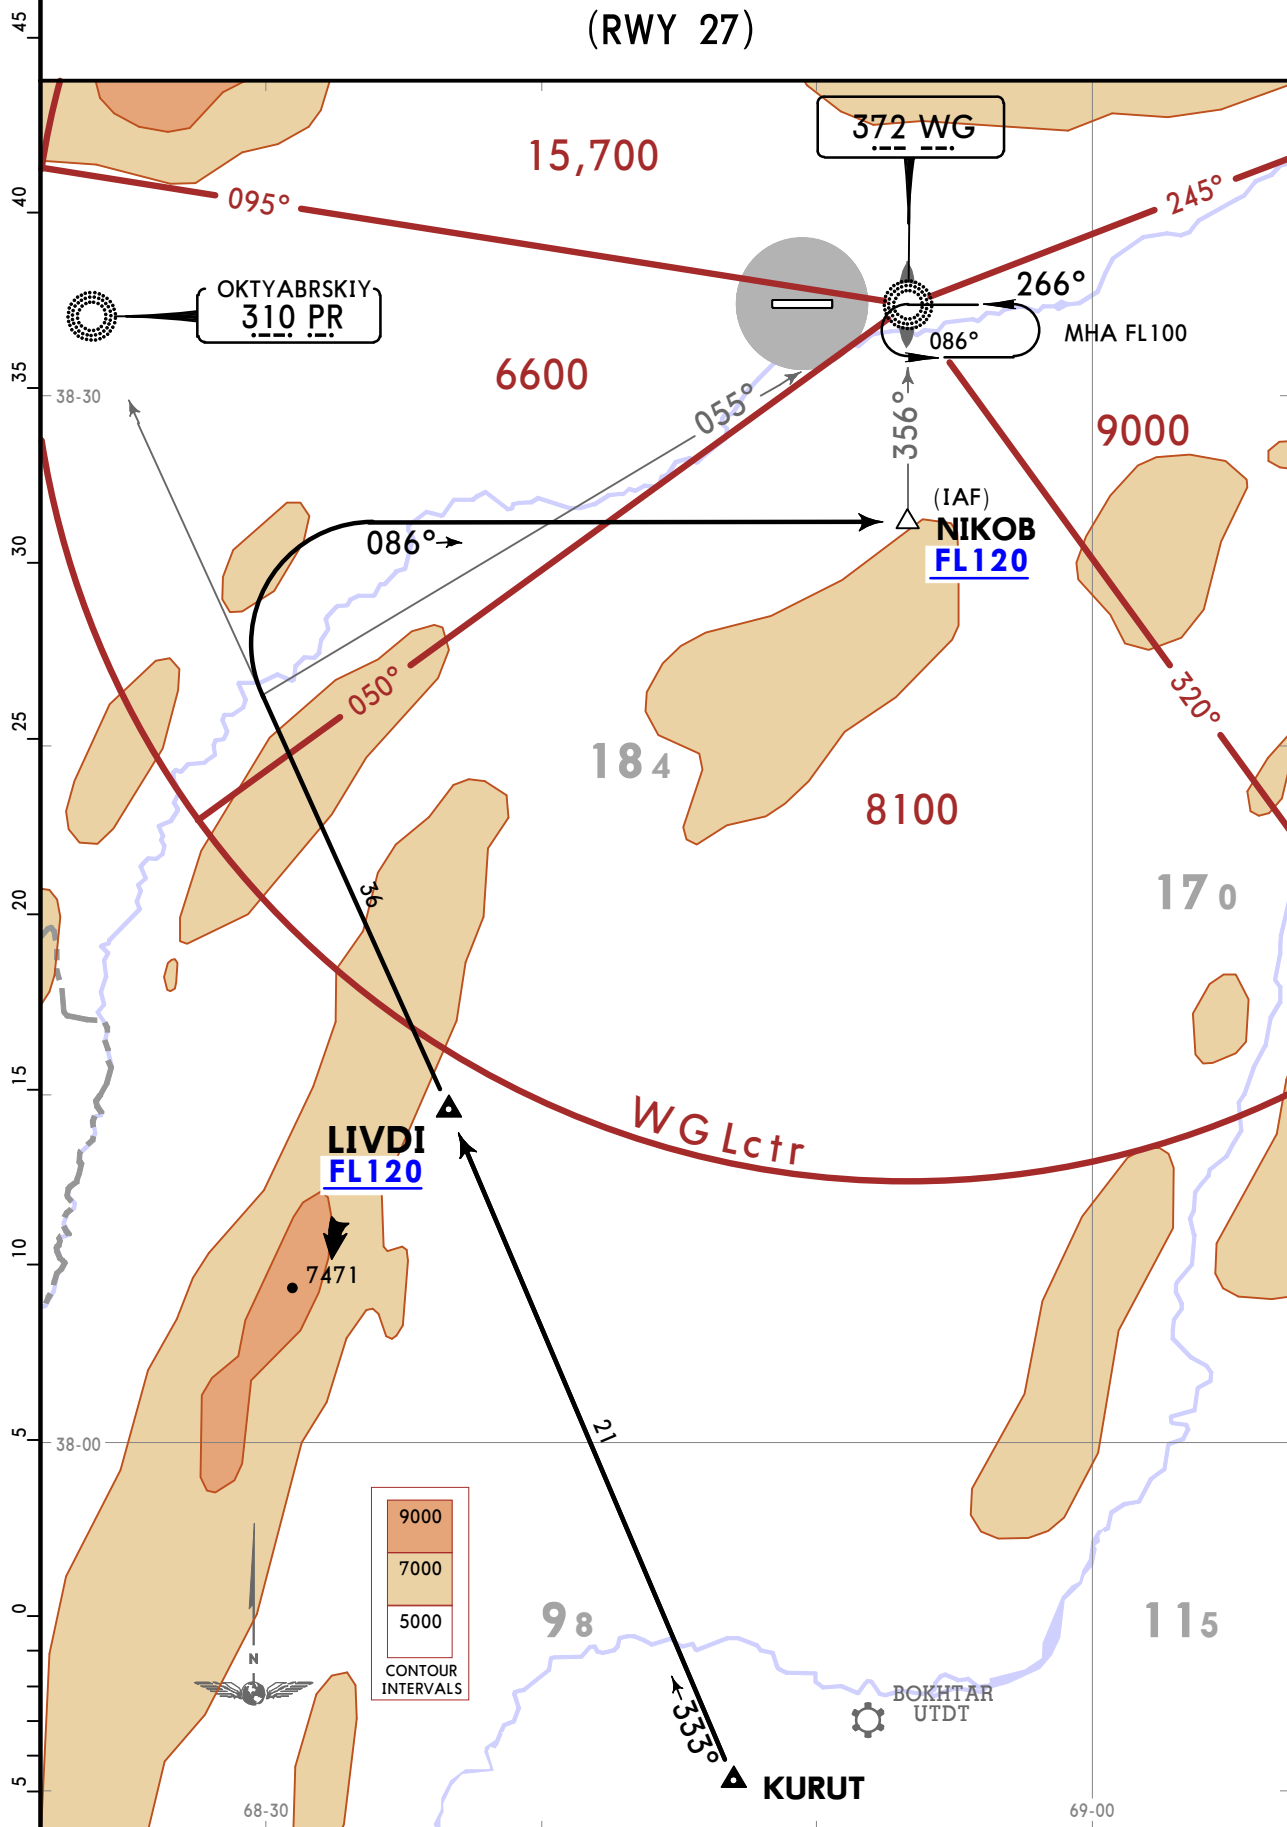 (RWY 27)
45
40
35
30
25
20
15
10
5
0
5
372 WG
15,700
095°
245°
OKTYABRSKIY
310 PR
266°
086°
MHA FL100
6600
38-30
055°
356°
9000
(IAF)
NIKOB
FL120
086°
050°
320°
184
8100
36
170
WG Lctr
LIVDI
FL120
7471
21
38-00
9000
7000
5000
CONTOUR
INTERVALS
98
115
N
333°
BOKHTAR
UTDT
KURUT
68-30
69-00